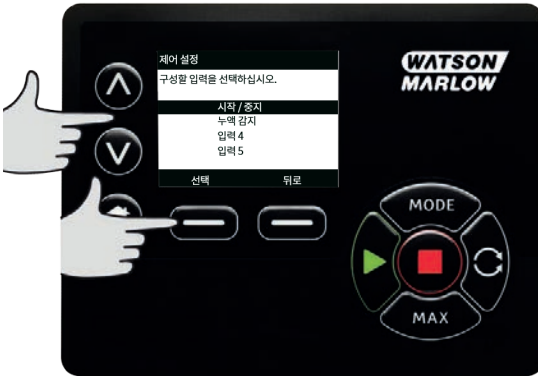 제어 설정
구성할 입력을 선택하십시오.
시작 / 중지
누액 감지
입력 4
입력 5
선택
뒤로
WATSON
MARLOW
MODE
MAX